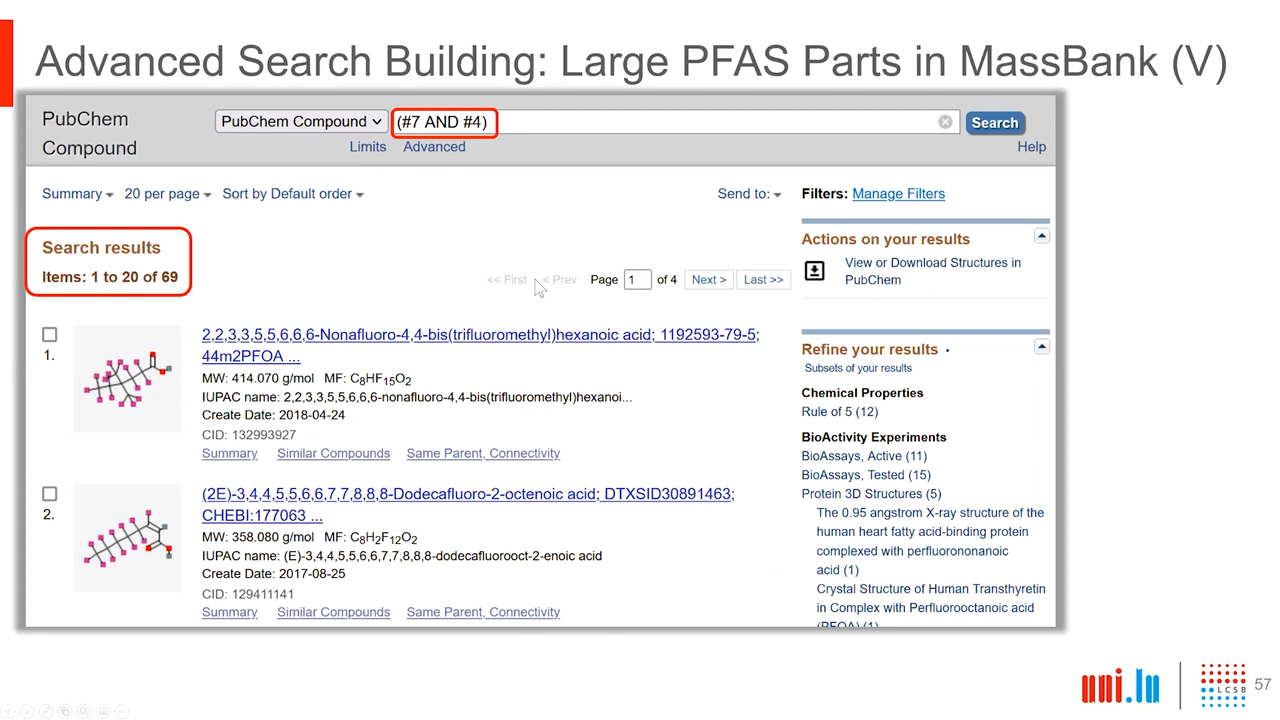 Advanced Search Building: Large PFAS Parts in MassBank (V)
PubChem
Compound
PubChem Compound
(#7 AND #4)
Search
Limits
Advanced
Help
Summary
20 per page
Sort by Default order
Send to:
Filters: Manage Filters
Search results
Items: 1 to 20 of 69
<< First
< Prev
Page 1 of 4
Next >
Last >>
1.
2,2,3,3,5,5,6,6,6-Nonafluoro-4,4-bis(trifluoromethyl)hexanoic acid; 1192593-79-5;
44m2PFOA ...
MW: 414.070 g/mol MF: C8HF15O2
IUPAC name: 2,2,3,3,5,5,6,6,6-nonafluoro-4,4-bis(trifluoromethyl)hexanoi...
Create Date: 2018-04-24
CID: 132993927
Summary Similar Compounds Same Parent, Connectivity
2.
(2E)-3,4,4,5,5,6,6,7,7,8,8,8-Dodecafluoro-2-octenoic acid; DTXSID30891463;
CHEBI:177063 ...
MW: 358.080 g/mol MF: C8H2F12O2
IUPAC name: (E)-3,4,4,5,5,6,6,7,7,8,8,8-dodecafluorooct-2-enoic acid
Create Date: 2017-08-25
CID: 129411141
Summary Similar Compounds Same Parent, Connectivity
Actions on your results
View or Download Structures in
PubChem
Refine your results
Subsets of your results
Chemical Properties
Rule of 5 (12)
BioActivity Experiments
BioAssays, Active (11)
BioAssays, Tested (15)
Protein 3D Structures (5)
The 0.95 angstrom X-ray structure of the
human heart fatty acid-binding protein
complexed with perfluorononanoic
acid (1)
Crystal Structure of Human Transthyretin
in Complex with Perfluorooctanoic acid
(PFOA) (1)
uni.lu
LCSB
57